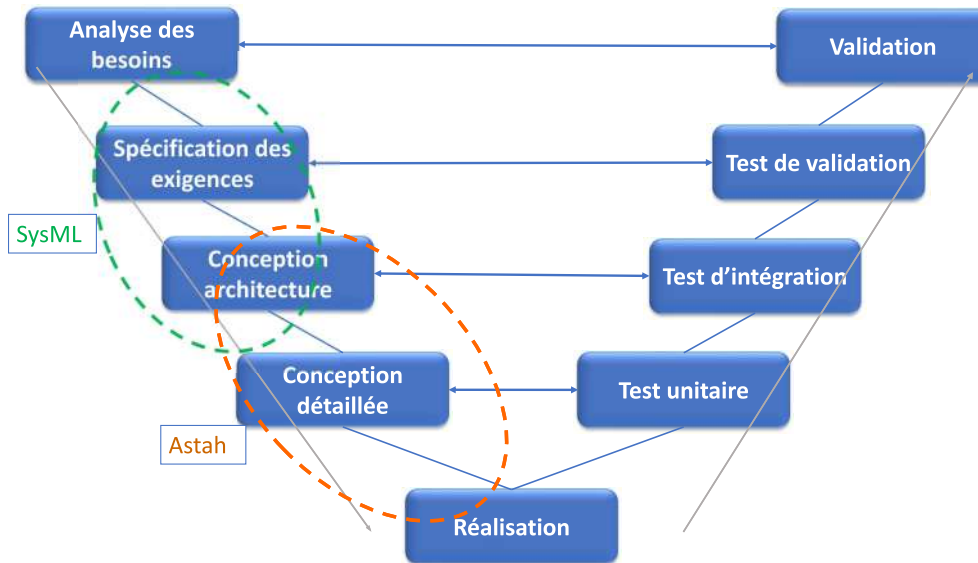 Analyse des
besoins
Validation
Spécification des
exigences
Test de validation
SysML
Conception
architecture
Test d’intégration
Conception
détaillée
Test unitaire
Astah
Réalisation